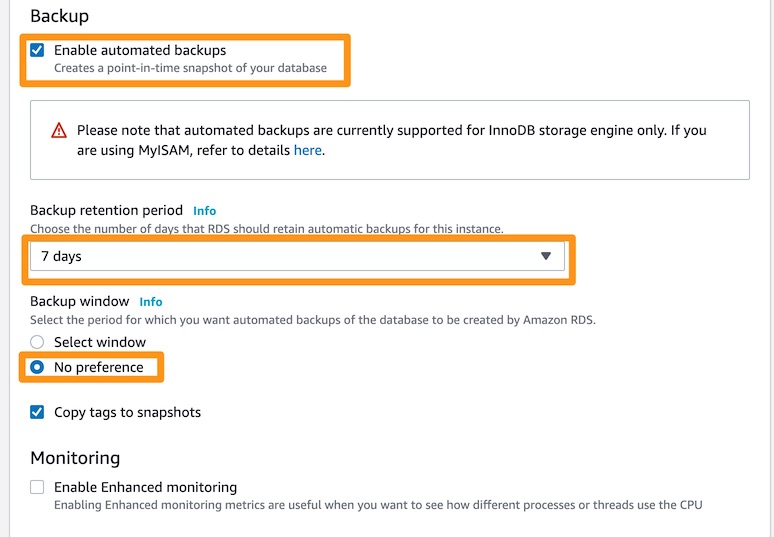 Backup
Enable automated backups
Creates a point-in-time snapshot of your database
Please note that automated backups are currently supported for InnoDB storage engine only. If you
are using MyISAM, refer to details here.
Backup retention period Info
Choose the number of days that RDS should retain automatic backups for this instance.
7 days
Backup window Info
Select the period for which you want automated backups of the database to be created by Amazon RDS.
Select window
No preference
Copy tags to snapshots
Monitoring
Enable Enhanced monitoring
Enabling Enhanced monitoring metrics are useful when you want to see how different processes or threads use the CPU